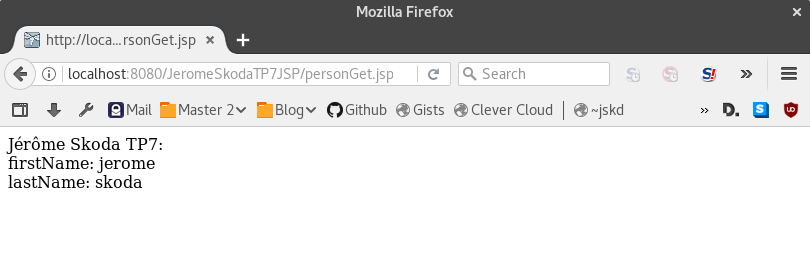 Mozilla Firefox
http://loca...rsonGet.jsp
localhost:8080/JeromeSkodaTP7JSP/personGet.jsp Search
Mail Master 2 Blog Github Gists Clever Cloud ~jskd » D. S
Jérôme Skoda TP7:
firstName: jerome
lastName: skoda